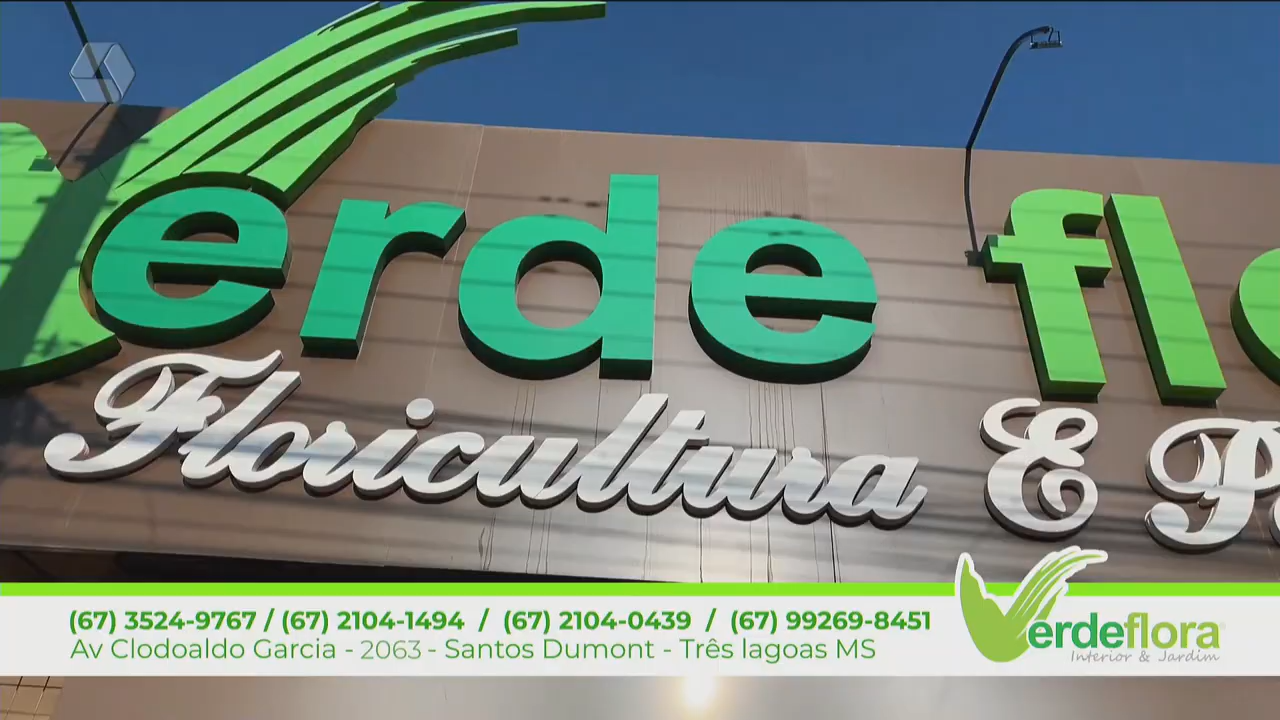 Verde flo
Floricultura E P
(67) 3524-9767 / (67) 2104-1494 / (67) 2104-0439 / (67) 99269-8451
Av Clodoaldo Garcia - 2063 - Santos Dumont - Três lagoas MS
Verdeflora
Interior & Jardim